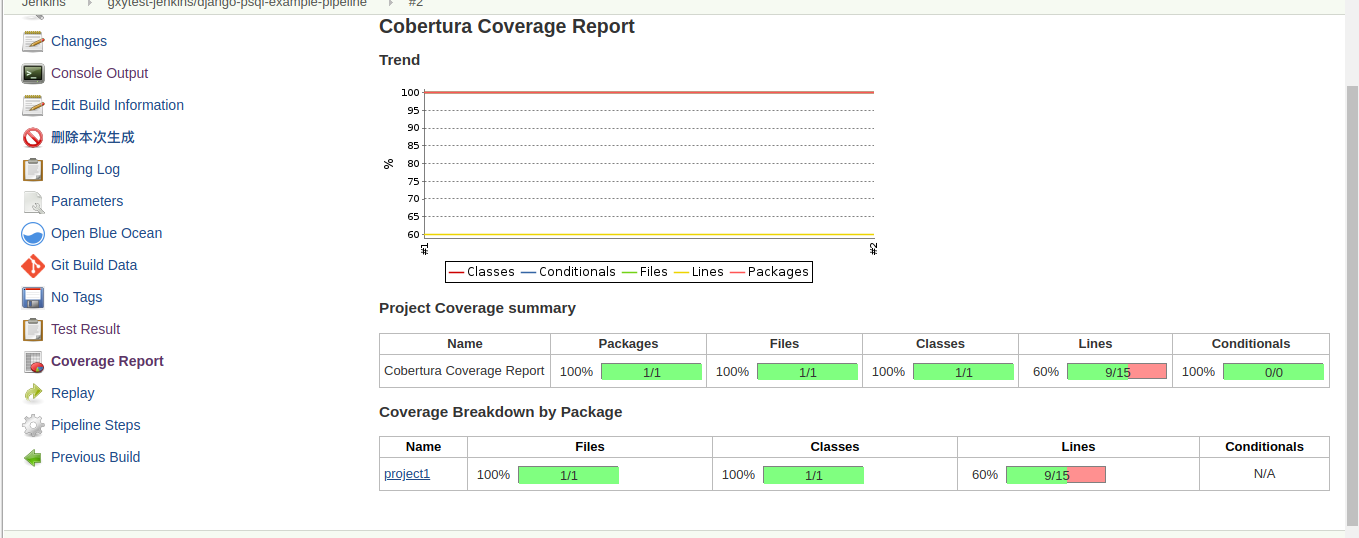 Jenkins gxytest-jenkins/django-psql-example-pipeline #2
Changes
Console Output
Edit Build Information
删除本次生成
Polling Log
Parameters
Open Blue Ocean
Git Build Data
No Tags
Test Result
Coverage Report
Replay
Pipeline Steps
Previous Build
Cobertura Coverage Report
Trend
100
95
90
85
80
75
70
65
60
%
#1 #2
Classes Conditionals Files Lines Packages
Project Coverage summary
Name Packages Files Classes Lines Conditionals
Cobertura Coverage Report 100% 1/1 100% 1/1 100% 1/1 60% 9/15 100% 0/0
Coverage Breakdown by Package
Name Files Classes Lines Conditionals
project1 100% 1/1 100% 1/1 60% 9/15 N/A